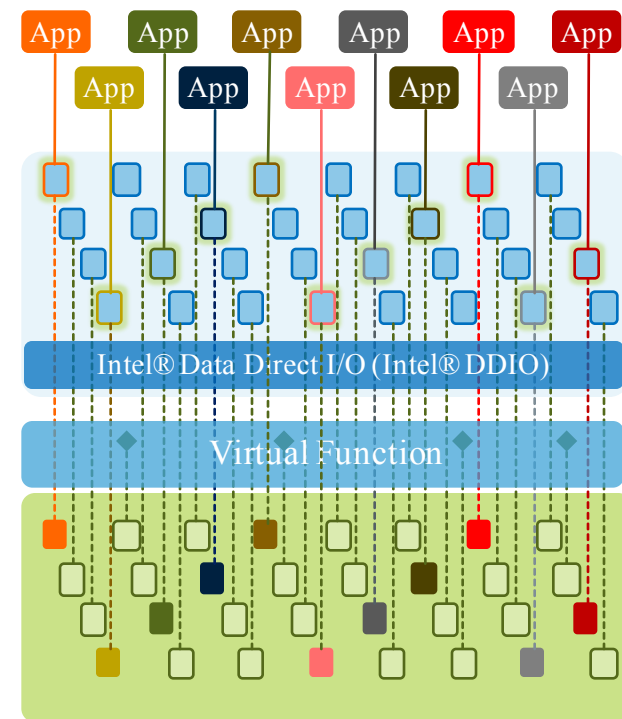 App App App App App App
App App App App App
Intel® Data Direct I/O (Intel® DDIO)
Virtual Function